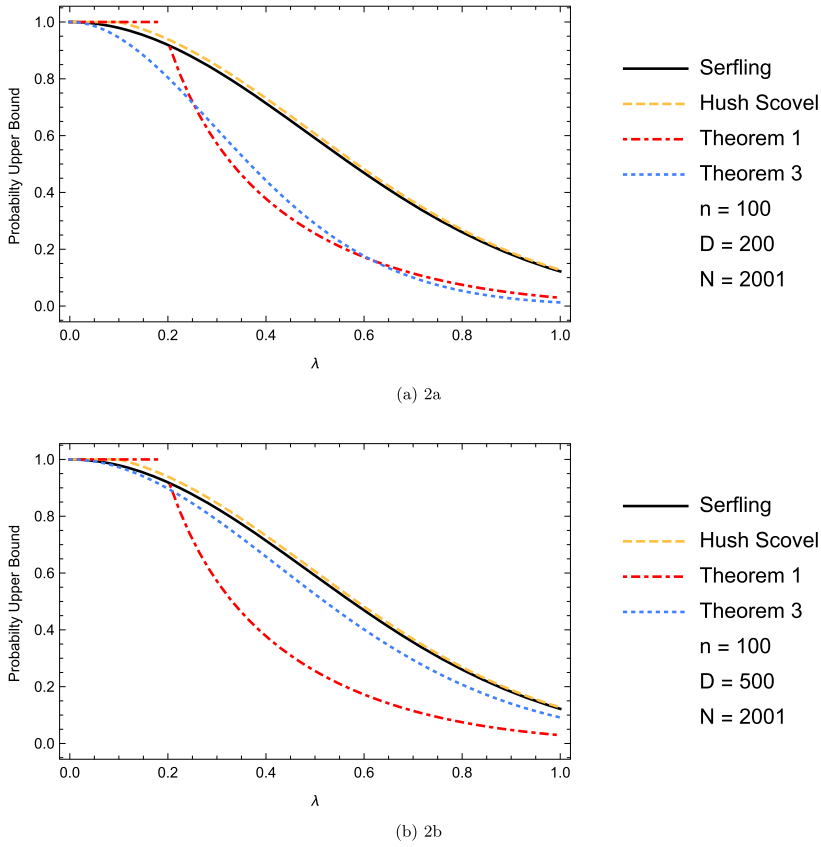 1.0
0.8
0.6
0.4
0.2
0.0
Probabilty Upper Bound
0.0 0.2 0.4 0.6 0.8 1.0
λ
Serfling
Hush Scovel
Theorem 1
Theorem 3
n = 100
D = 200
N = 2001
(a) 2a
1.0
0.8
0.6
0.4
0.2
0.0
Probabilty Upper Bound
0.0 0.2 0.4 0.6 0.8 1.0
λ
Serfling
Hush Scovel
Theorem 1
Theorem 3
n = 100
D = 500
N = 2001
(b) 2b